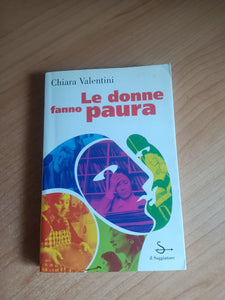 Chiara Valentini
Le donne
fanno paura
il Saggiatore